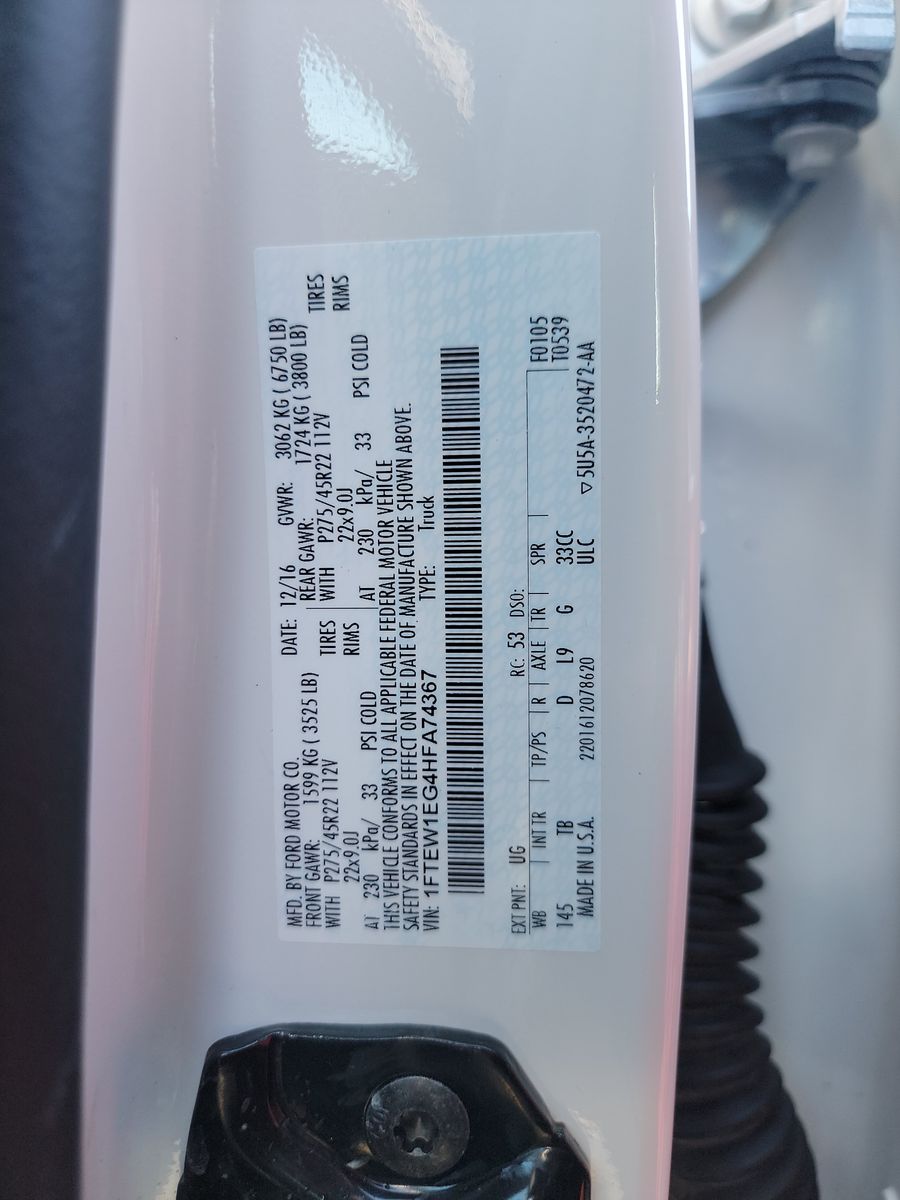 MFD. BY FORD MOTOR CO. DATE: 12/16 GVWR: 3062 KG ( 6750 LB)
FRONT GAWR: 1599 KG ( 3525 LB) REAR GAWR: 1724 KG ( 3800 LB)
WITH P275/45R22 112V TIRES WITH P275/45R22 112V TIRES
22x9.0J RIMS 22x9.0J RIMS
AT 230 kPa/ 33 PSI COLD AT 230 kPa/ 33 PSI COLD
THIS VEHICLE CONFORMS TO ALL APPLICABLE FEDERAL MOTOR VEHICLE
SAFETY STANDARDS IN EFFECT ON THE DATE OF MANUFACTURE SHOWN ABOVE.
VIN: 1FTEW1EG4HFA74367 TYPE: Truck
EXT PNT: UG RC: 53 DSO:
WB INT TR TP/PS R AXLE TR SPR F0105
145 TB D L9 G 33CC T0539
MADE IN U.S.A. 2201612078620 ULC ▽5U5A-3520472-AA